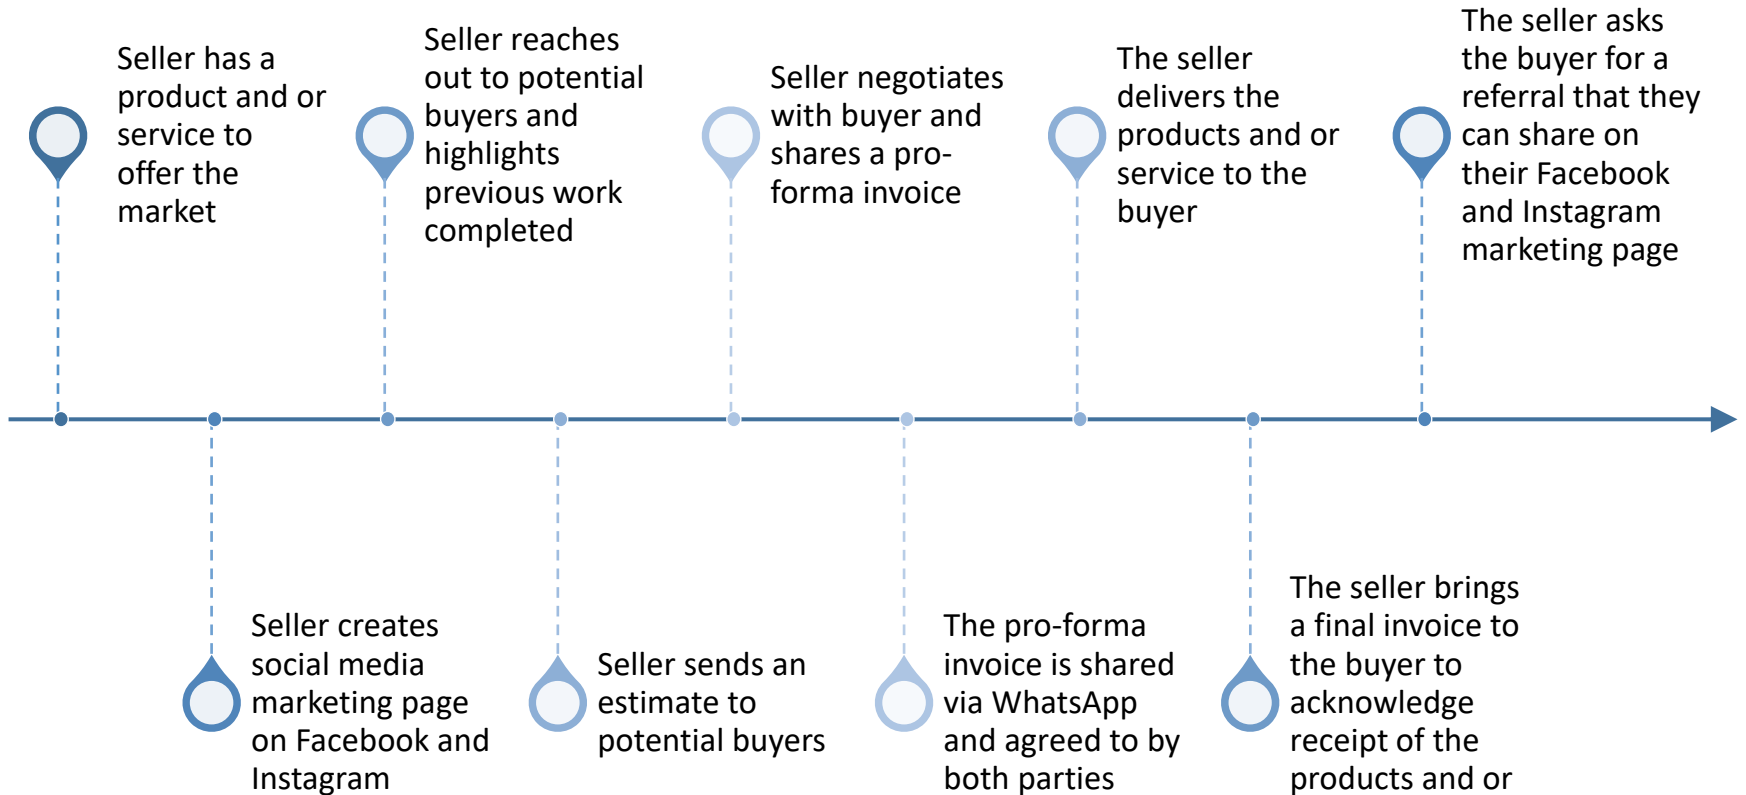 Seller has a
product and or
service to
offer the
market
Seller creates
social media
marketing page
on Facebook and
Instagram
Seller reaches
out to potential
buyers and
highlights
previous work
completed
Seller sends an
estimate to
potential buyers
Seller negotiates
with buyer and
shares a pro-
forma invoice
The pro-forma
invoice is shared
via WhatsApp
and agreed to by
both parties
The seller
delivers the
products and or
service to the
buyer
The seller brings
a final invoice to
the buyer to
acknowledge
receipt of the
products and or
The seller asks
the buyer for a
referral that they
can share on
their Facebook
and Instagram
marketing page